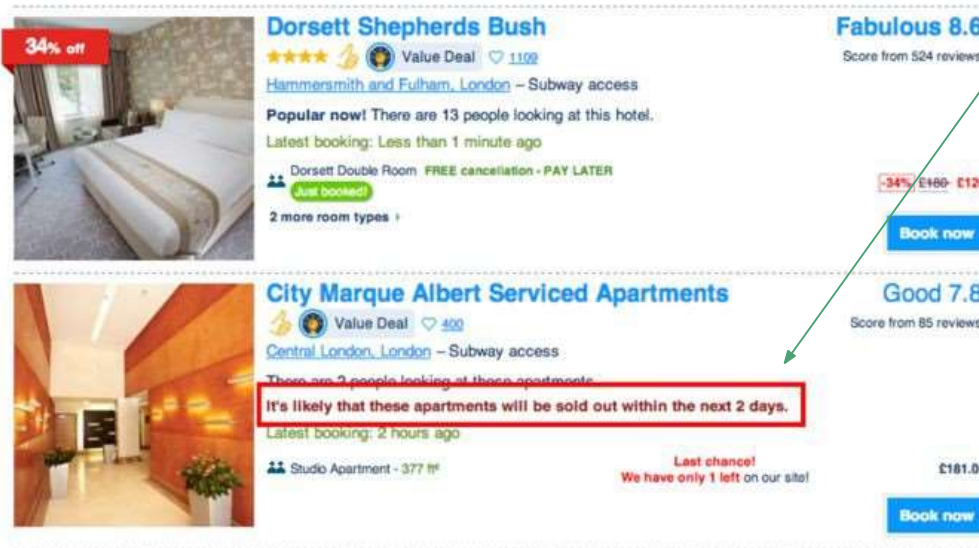 34% off
Dorsett Shepherds Bush
Fabulous 8.6
Value Deal 1109
Score from 524 reviews
Hammersmith and Fulham, London – Subway access
Popular now! There are 13 people looking at this hotel.
Latest booking: Less than 1 minute ago
Dorsett Double Room FREE cancellation - PAY LATER
Just booked!
-34% £180 £120
2 more room types
Book now
City Marque Albert Serviced Apartments
Good 7.8
Value Deal 400
Score from 85 reviews
Central London, London – Subway access
There are 2 people looking at these apartments.
It's likely that these apartments will be sold out within the next 2 days.
Latest booking: 2 hours ago
Studio Apartment - 377 ft²
Last chance!
We have only 1 left on our site!
£181.0
Book now